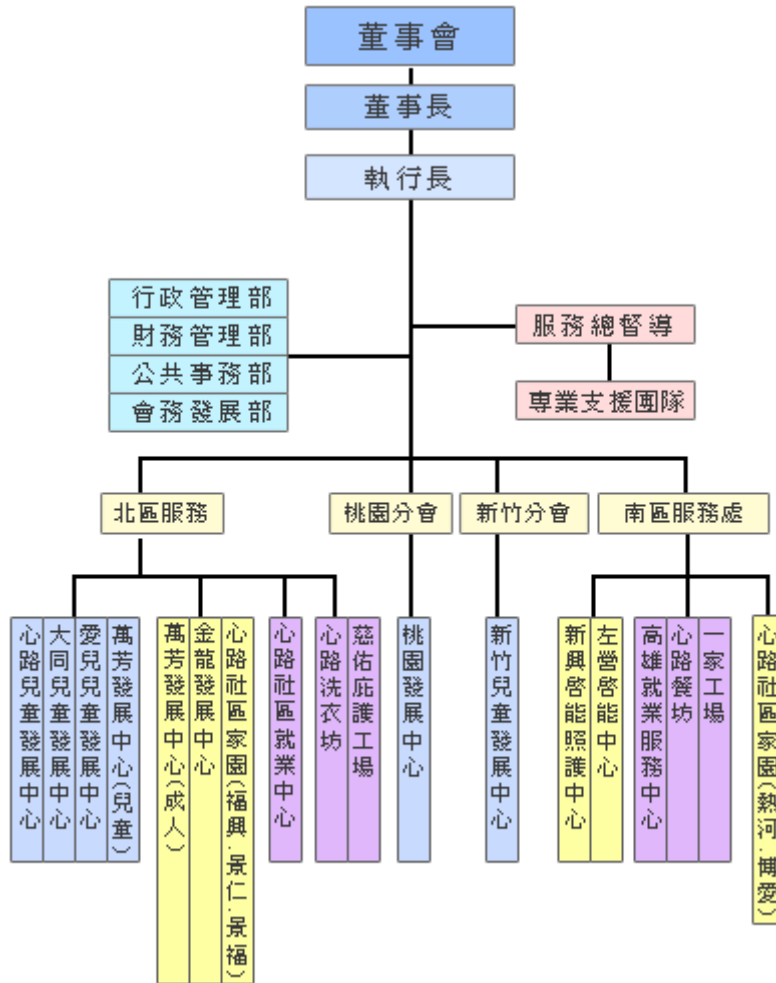 董事會
董事長
執行長
行政管理部
財務管理部
公共事務部
會務發展部
服務總督導
專業支援團隊
北區服務
桃園分會
新竹分會
南區服務處
心路兒童發展中心
大同兒童發展中心
愛兒兒童發展中心
萬芳發展中心(兒童)
萬芳發展中心(成人)
金龍發展中心
心路社區家園(福興.景仁.景福)
心路社區就業中心
心路洗衣坊
慈佑庇護工場
桃園發展中心
新竹兒童發展中心
新興啓能照護中心
左營啓能中心
高雄就業服務中心
心路餐坊
一家工場
心路社區家園(熱河.博愛)